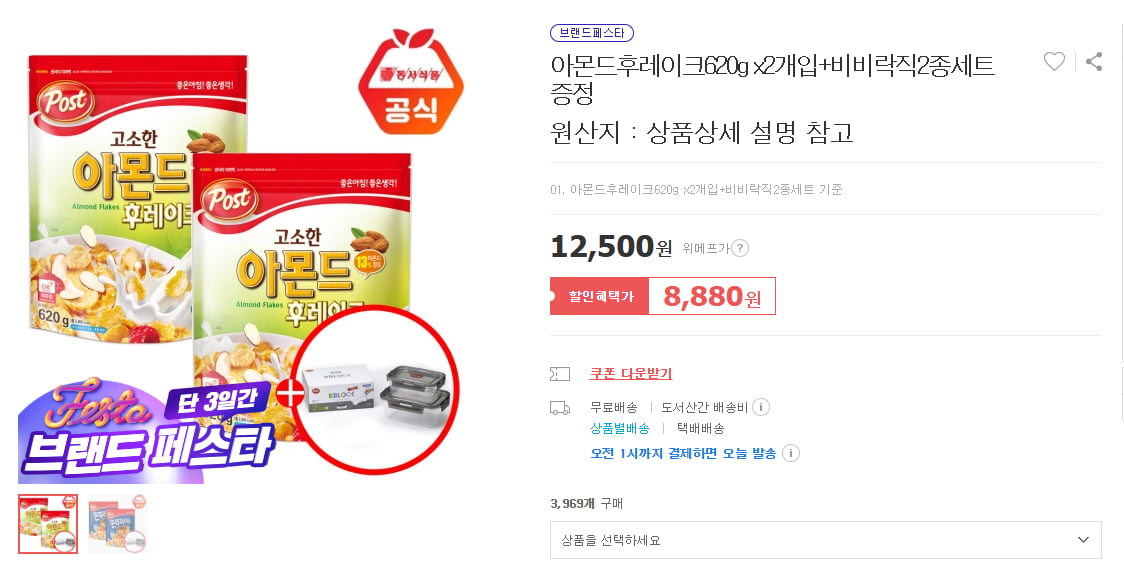 브랜드페스타
아몬드후레이크620g x2개입+비비락직2종세트
증정
원산지 : 상품상세 설명 참고
01. 아몬드후레이크620g x2개입+비비락직2종세트 기준
12,500원 위메프가 ?
할인혜택가 8,880원
쿠폰 다운받기
무료배송 | 도서산간 배송비 i
상품별배송 | 택배배송
오전 1시까지 결제하면 오늘 발송 i
3,969개 구매
상품을 선택하세요
동서식품
공식
좋은아침! 좋은생각!
Post
고소한
아몬드
Almond Flakes
후레이크
620g
좋은아침! 좋은생각!
Post
고소한
아몬드
13
Almond Flakes
후레이크
BBLOCK
Festa
단 3일간
브랜드 페스타